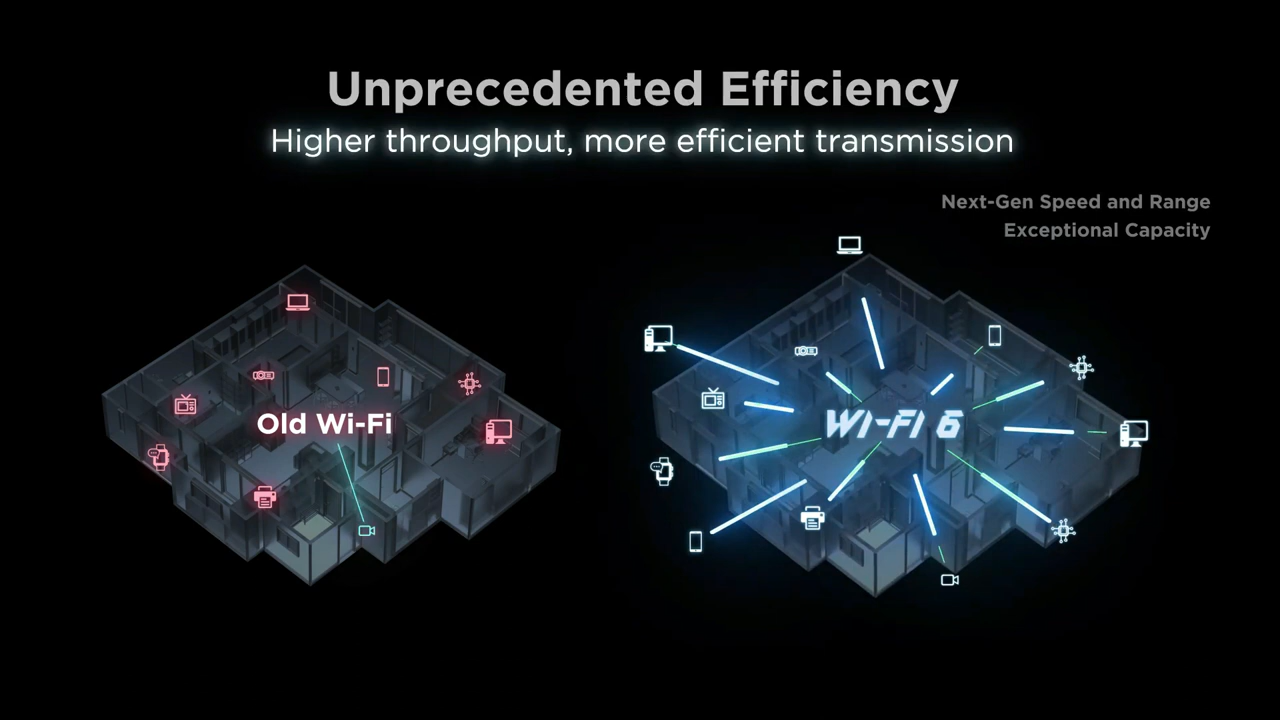 Unprecedented Efficiency
Higher throughput, more efficient transmission
Next-Gen Speed and Range
Exceptional Capacity
Old Wi-Fi
WI-FI 6